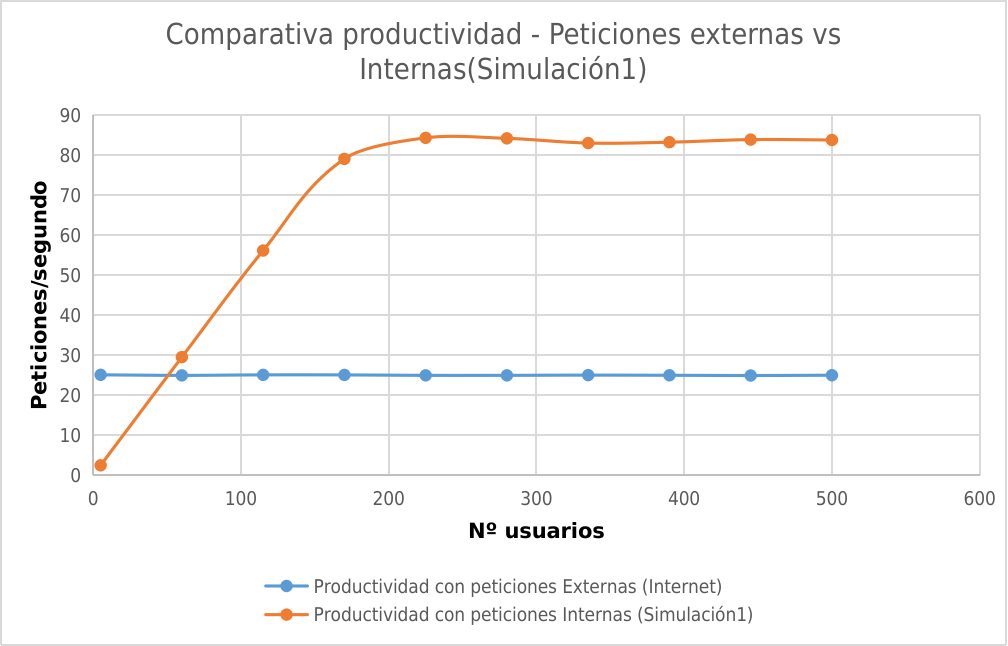 Comparativa productividad - Peticiones externas vs
Internas(Simulación1)
90
80
70
60
50
40
30
20
10
0
Peticiones/segundo
0 100 200 300 400 500 600
Nº usuarios
Productividad con peticiones Externas (Internet)
Productividad con peticiones Internas (Simulación1)